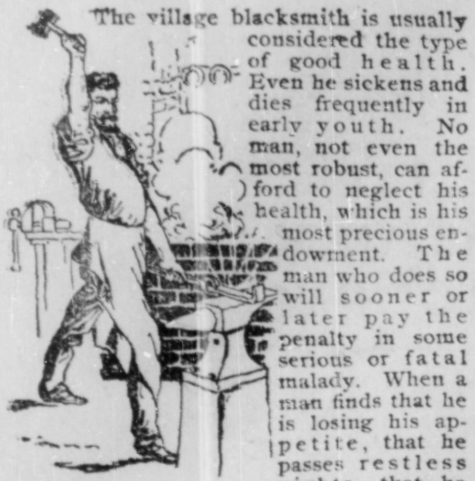 The village blacksmith is usually
considered the type
of good health.
Even he sickens and
dies frequently in
early youth. No
man, not even the
most robust, can af-
ford to neglect his
health, which is his
most precious en-
dowment. The
man who does so
will sooner or
later pay the
penalty in some
serious or fatal
malady. When a
man finds that he
is losing his ap-
petite, that he
passes restless